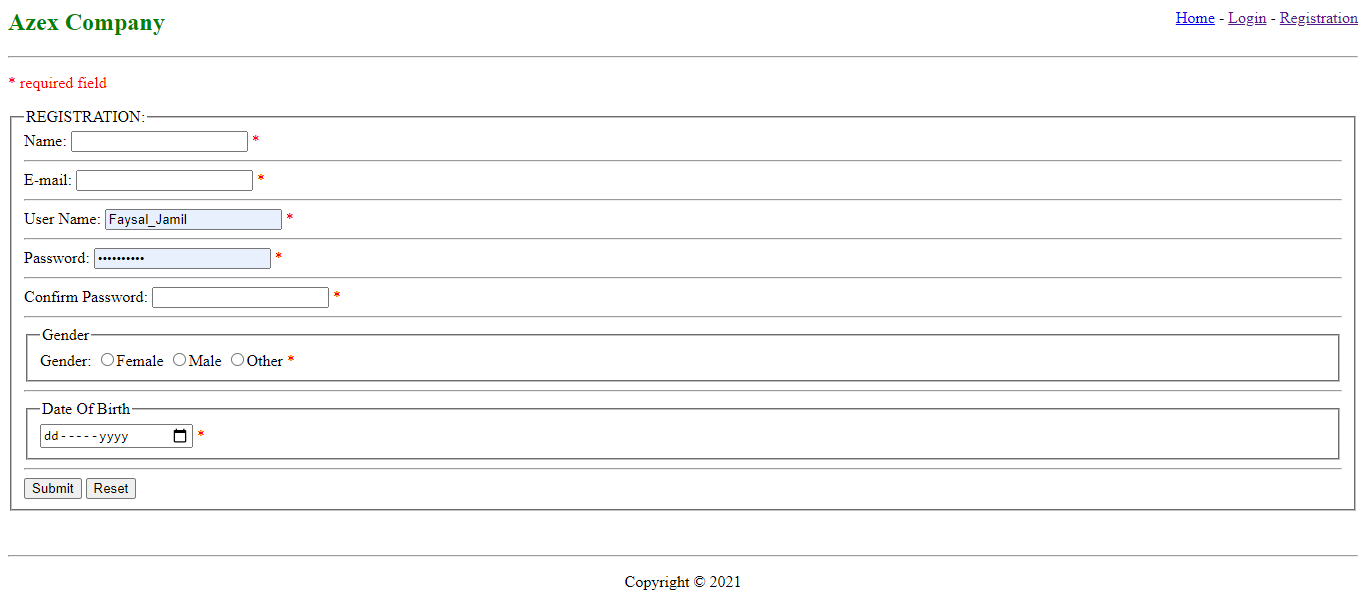 Azex Company
Home - Login - Registration
* required field
REGISTRATION:
Name: *
E-mail: *
User Name: Faysal_Jamil *
Password: •••••••••• *
Confirm Password: *
Gender
Gender: Female Male Other *
Date Of Birth
dd-----yyyy *
Submit Reset
Copyright © 2021